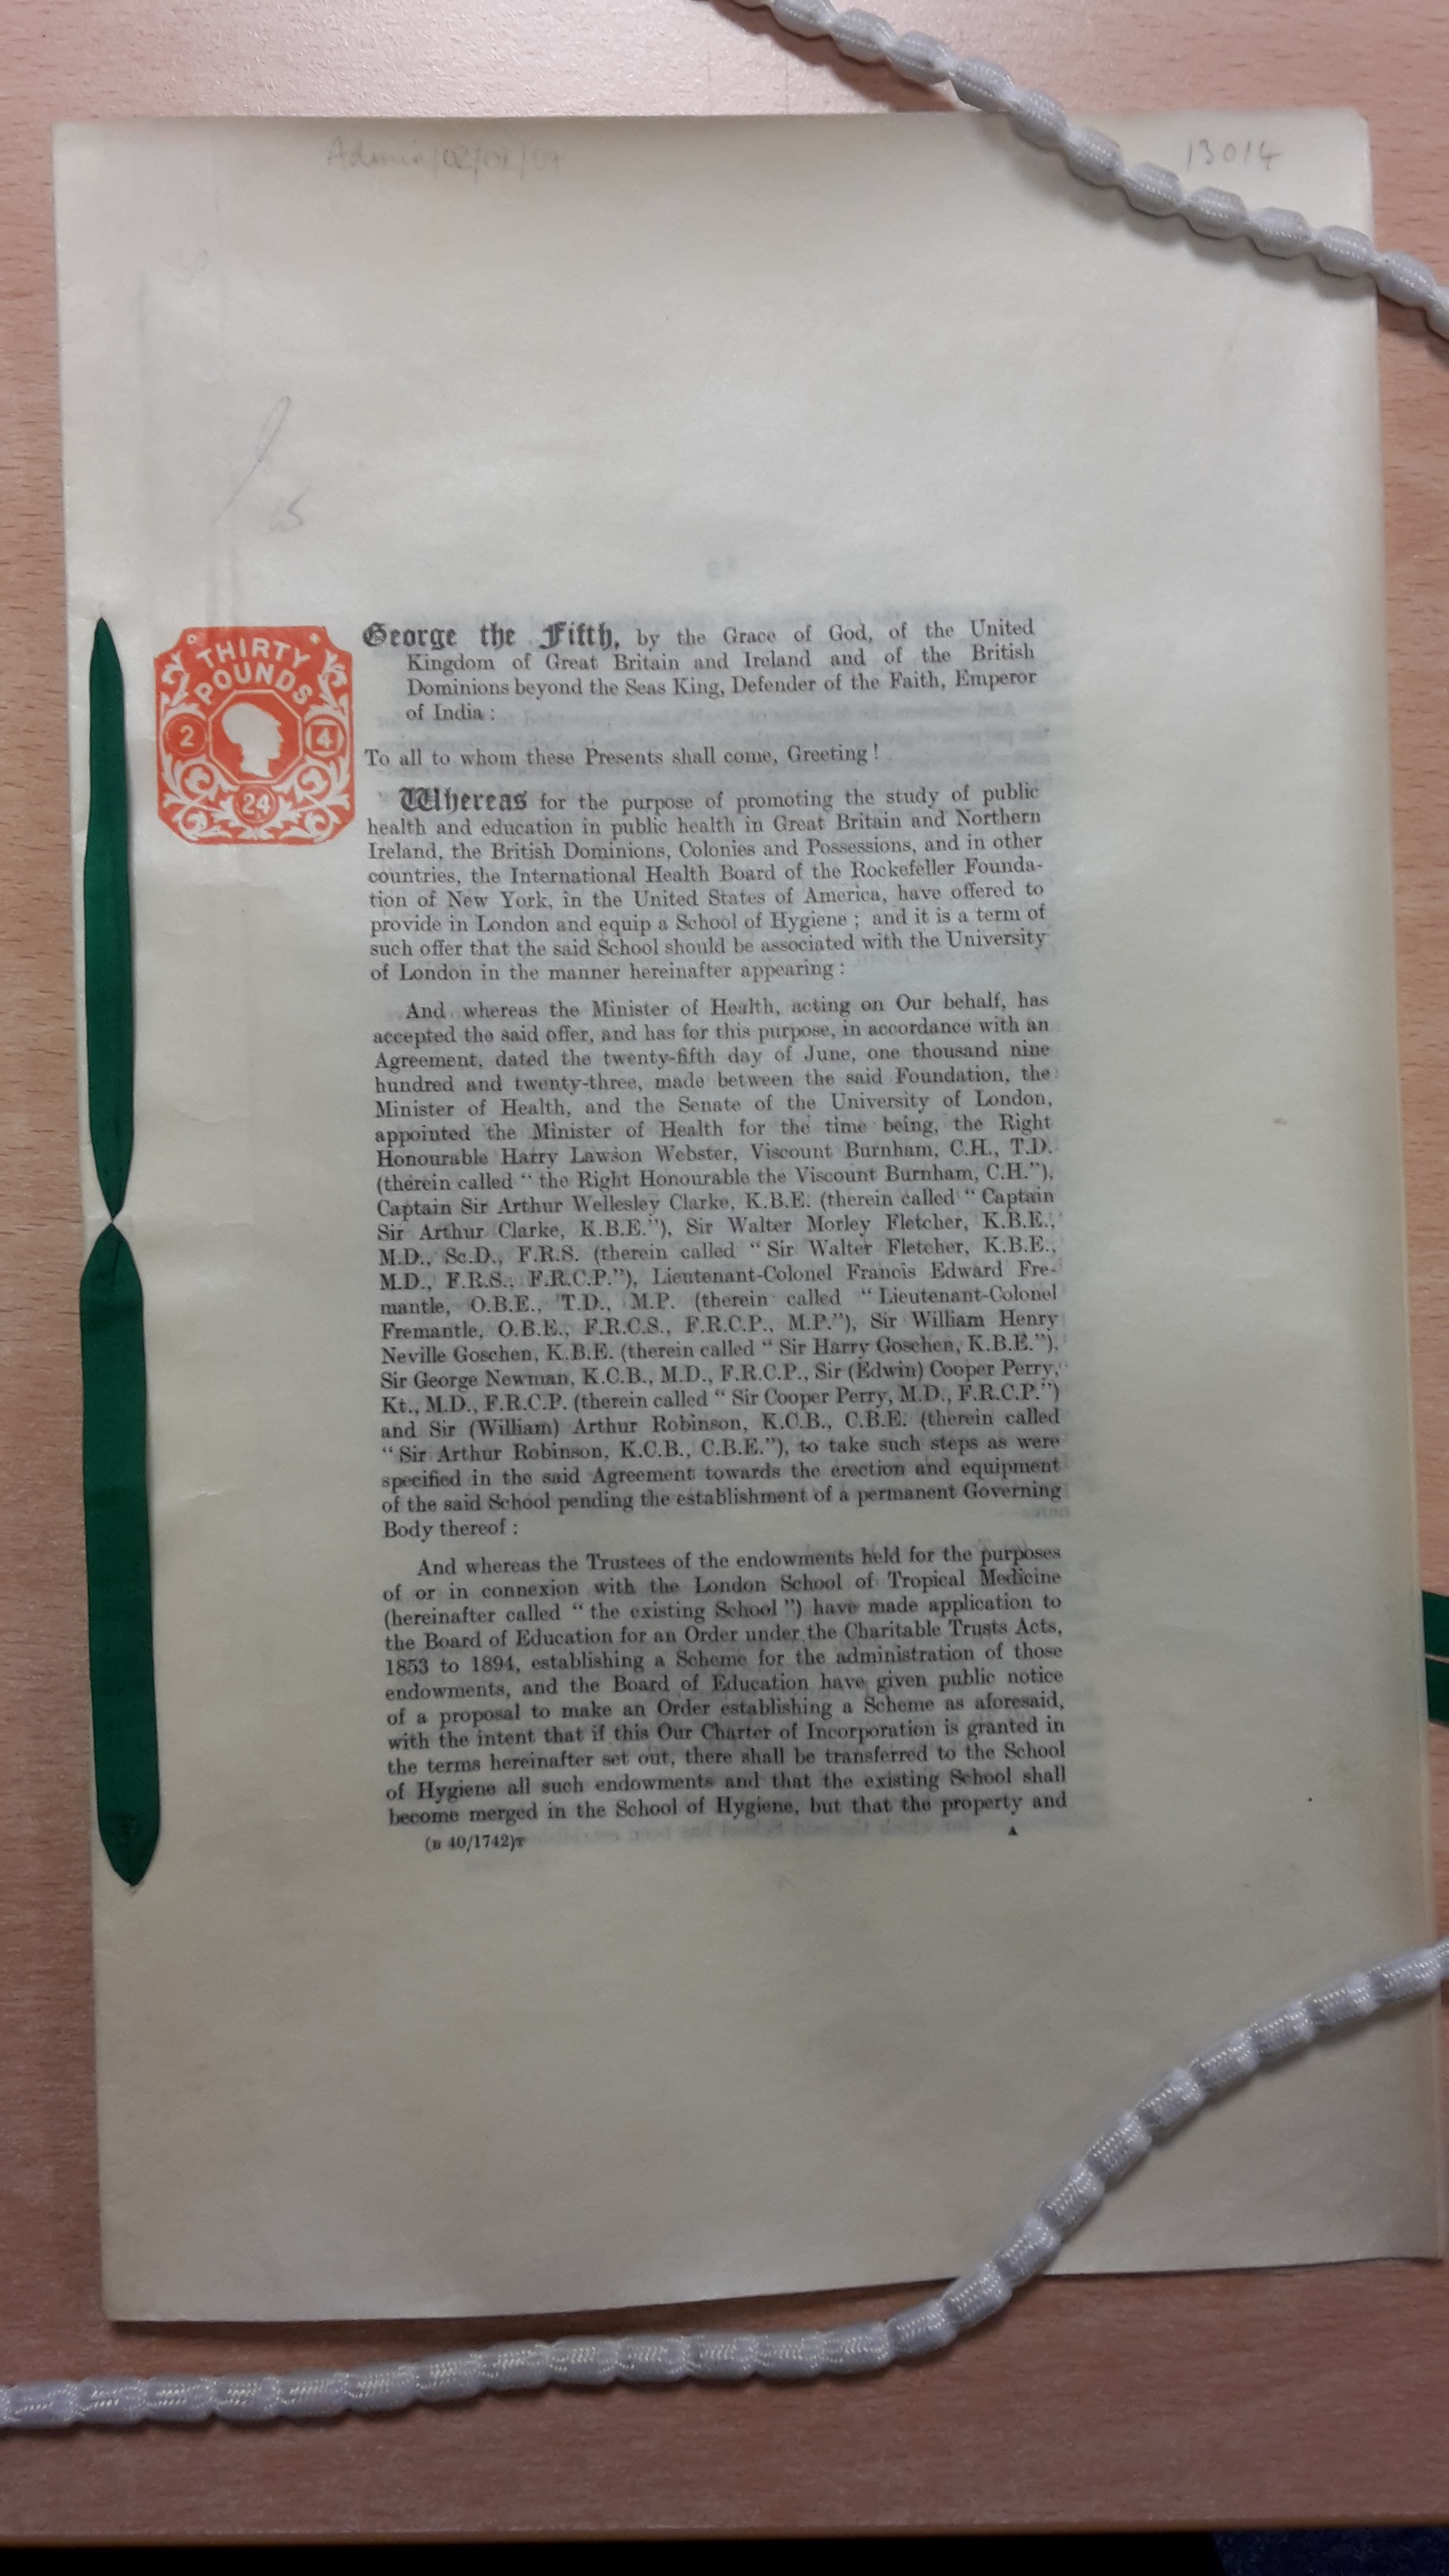 13014
THIRTY
POUNDS
2
4
24
George the Fifth, by the Grace of God, of the United
Kingdom of Great Britain and Ireland and of the British
Dominions beyond the Seas King, Defender of the Faith, Emperor
of India :
To all to whom these Presents shall come, Greeting !
Whereas for the purpose of promoting the study of public
health and education in public health in Great Britain and Northern
Ireland, the British Dominions, Colonies and Possessions, and in other
countries, the International Health Board of the Rockefeller Founda-
tion of New York, in the United States of America, have offered to
provide in London and equip a School of Hygiene ; and it is a term of
such offer that the said School should be associated with the University
of London in the manner hereinafter appearing :
And whereas the Minister of Health, acting on Our behalf, has
accepted the said offer, and has for this purpose, in accordance with an
Agreement, dated the twenty-fifth day of June, one thousand nine
hundred and twenty-three, made between the said Foundation, the
Minister of Health, and the Senate of the University of London,
appointed the Minister of Health for the time being, the Right
Honourable Harry Lawson Webster, Viscount Burnham, C.H., T.D.
(therein called " the Right Honourable the Viscount Burnham, C.H."),
Captain Sir Arthur Wellesley Clarke, K.B.E. (therein called " Captain
Sir Arthur Clarke, K.B.E."), Sir Walter Morley Fletcher, K.B.E.,
M.D., Sc.D., F.R.S. (therein called " Sir Walter Fletcher, K.B.E.,
M.D., F.R.S., F.R.C.P."), Lieutenant-Colonel Francis Edward Fre-
mantle, O.B.E., T.D., M.P. (therein called " Lieutenant-Colonel
Fremantle, O.B.E., F.R.C.S., F.R.C.P., M.P."), Sir William Henry
Neville Goschen, K.B.E. (therein called " Sir Harry Goschen, K.B.E."),
Sir George Newman, K.C.B., M.D., F.R.C.P., Sir (Edwin) Cooper Perry,
Kt., M.D., F.R.C.P. (therein called " Sir Cooper Perry, M.D., F.R.C.P.")
and Sir (William) Arthur Robinson, K.C.B., C.B.E. (therein called
" Sir Arthur Robinson, K.C.B., C.B.E."), to take such steps as were
specified in the said Agreement towards the erection and equipment
of the said School pending the establishment of a permanent Governing
Body thereof :
And whereas the Trustees of the endowments held for the purposes
of or in connexion with the London School of Tropical Medicine
(hereinafter called " the existing School ") have made application to
the Board of Education for an Order under the Charitable Trusts Acts,
1853 to 1894, establishing a Scheme for the administration of those
endowments, and the Board of Education have given public notice
of a proposal to make an Order establishing a Scheme as aforesaid,
with the intent that if this Our Charter of Incorporation is granted in
the terms hereinafter set out, there shall be transferred to the School
of Hygiene all such endowments and that the existing School shall
become merged in the School of Hygiene, but that the property and
(B 40/1742)T A